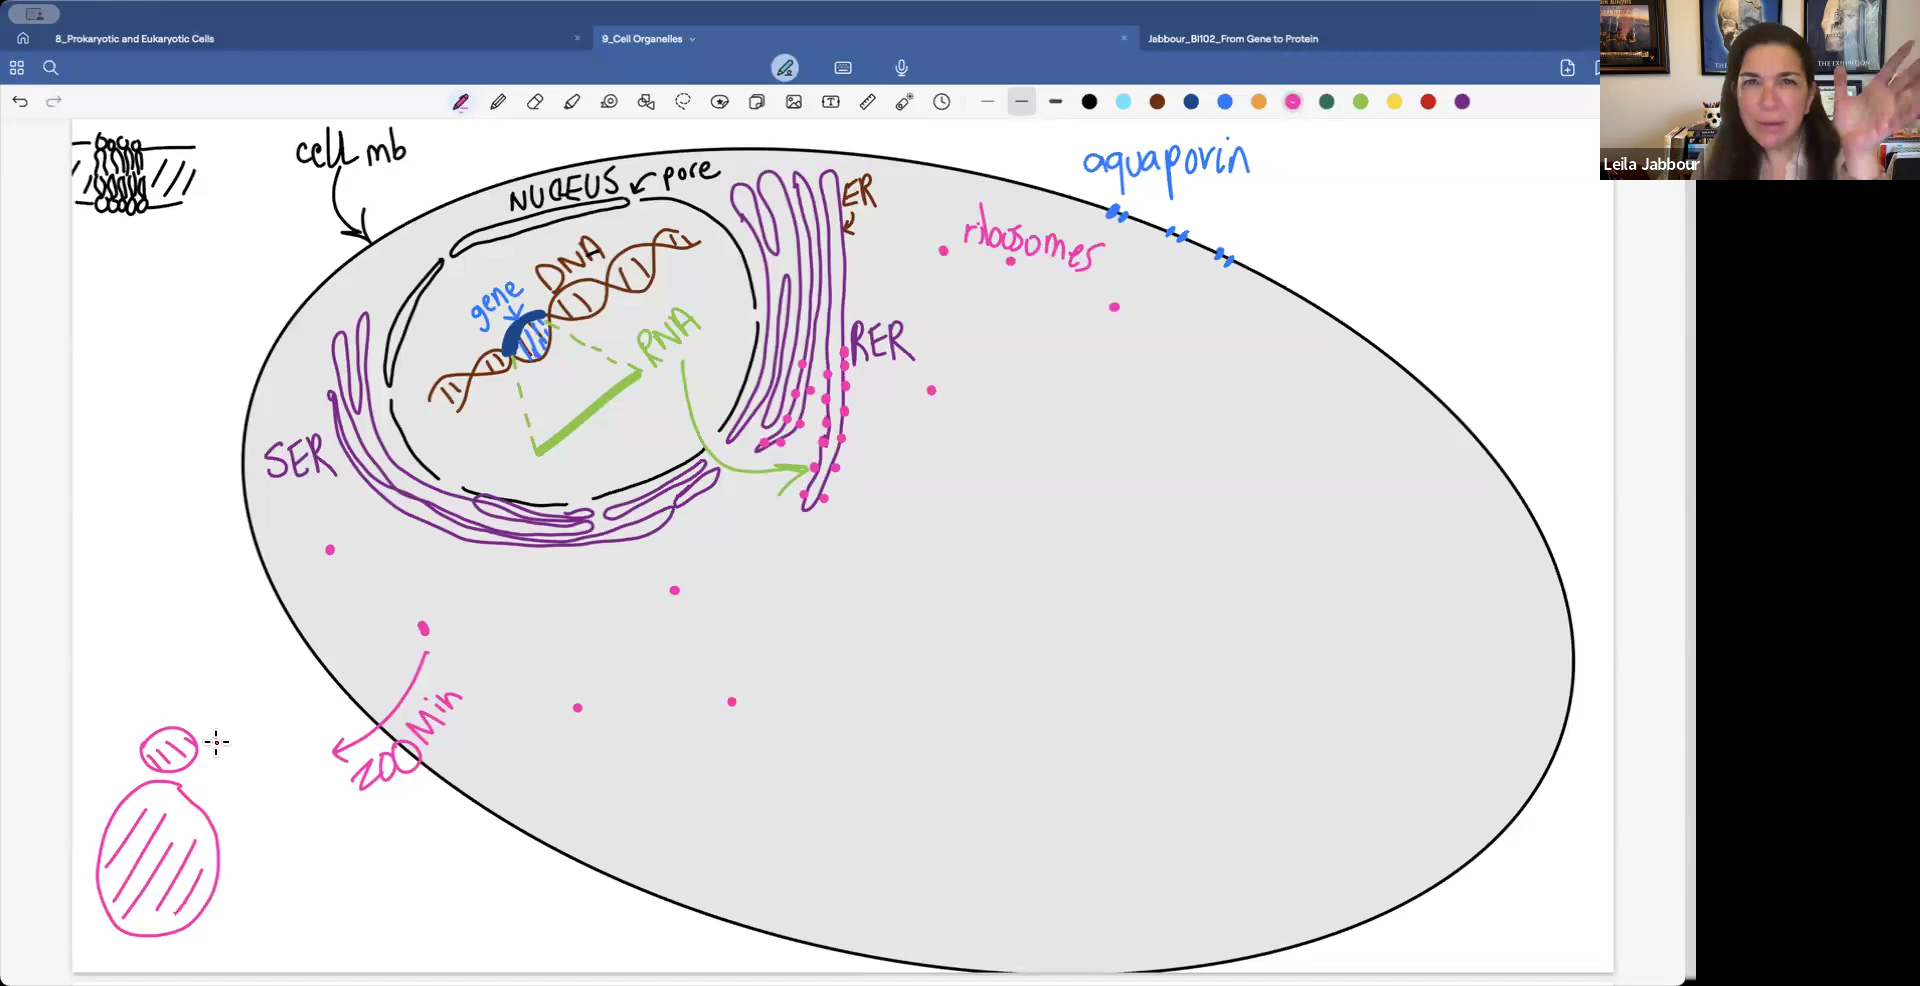 8_Prokaryotic and Eukaryotic Cells
9_Cell Organelles
Jabbour_BI102_From Gene to Protein
Leila Jabbour
cell mb
NUCLEUS
pore
ER
aquaporin
ribosomes
DNA
gene
RNA
RER
SER
zoom in